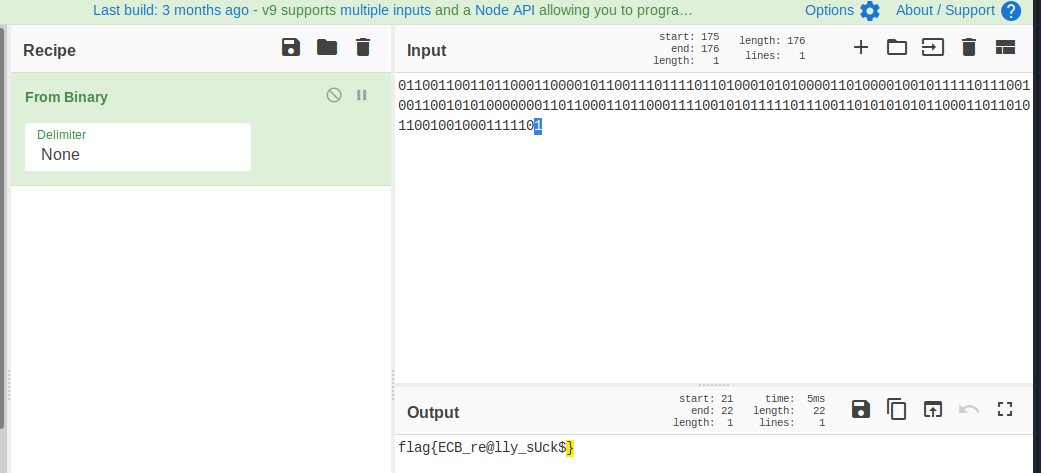 Last build: 3 months ago - v9 supports multiple inputs and a Node API allowing you to progra…
Options
About / Support
Recipe
From Binary
Delimiter
None
Input
start: 175
end: 176
length: 1
length: 176
lines: 1
0110011001101100011000010110011101111011010001010100001101000010010111110111001
0011001010100000001101100011011000111100101011111011100110101010101100011011010
110010010001111101
Output
start: 21
end: 22
length: 1
time: 5ms
length: 22
lines: 1
flag{ECB_re@lly_sUck$}